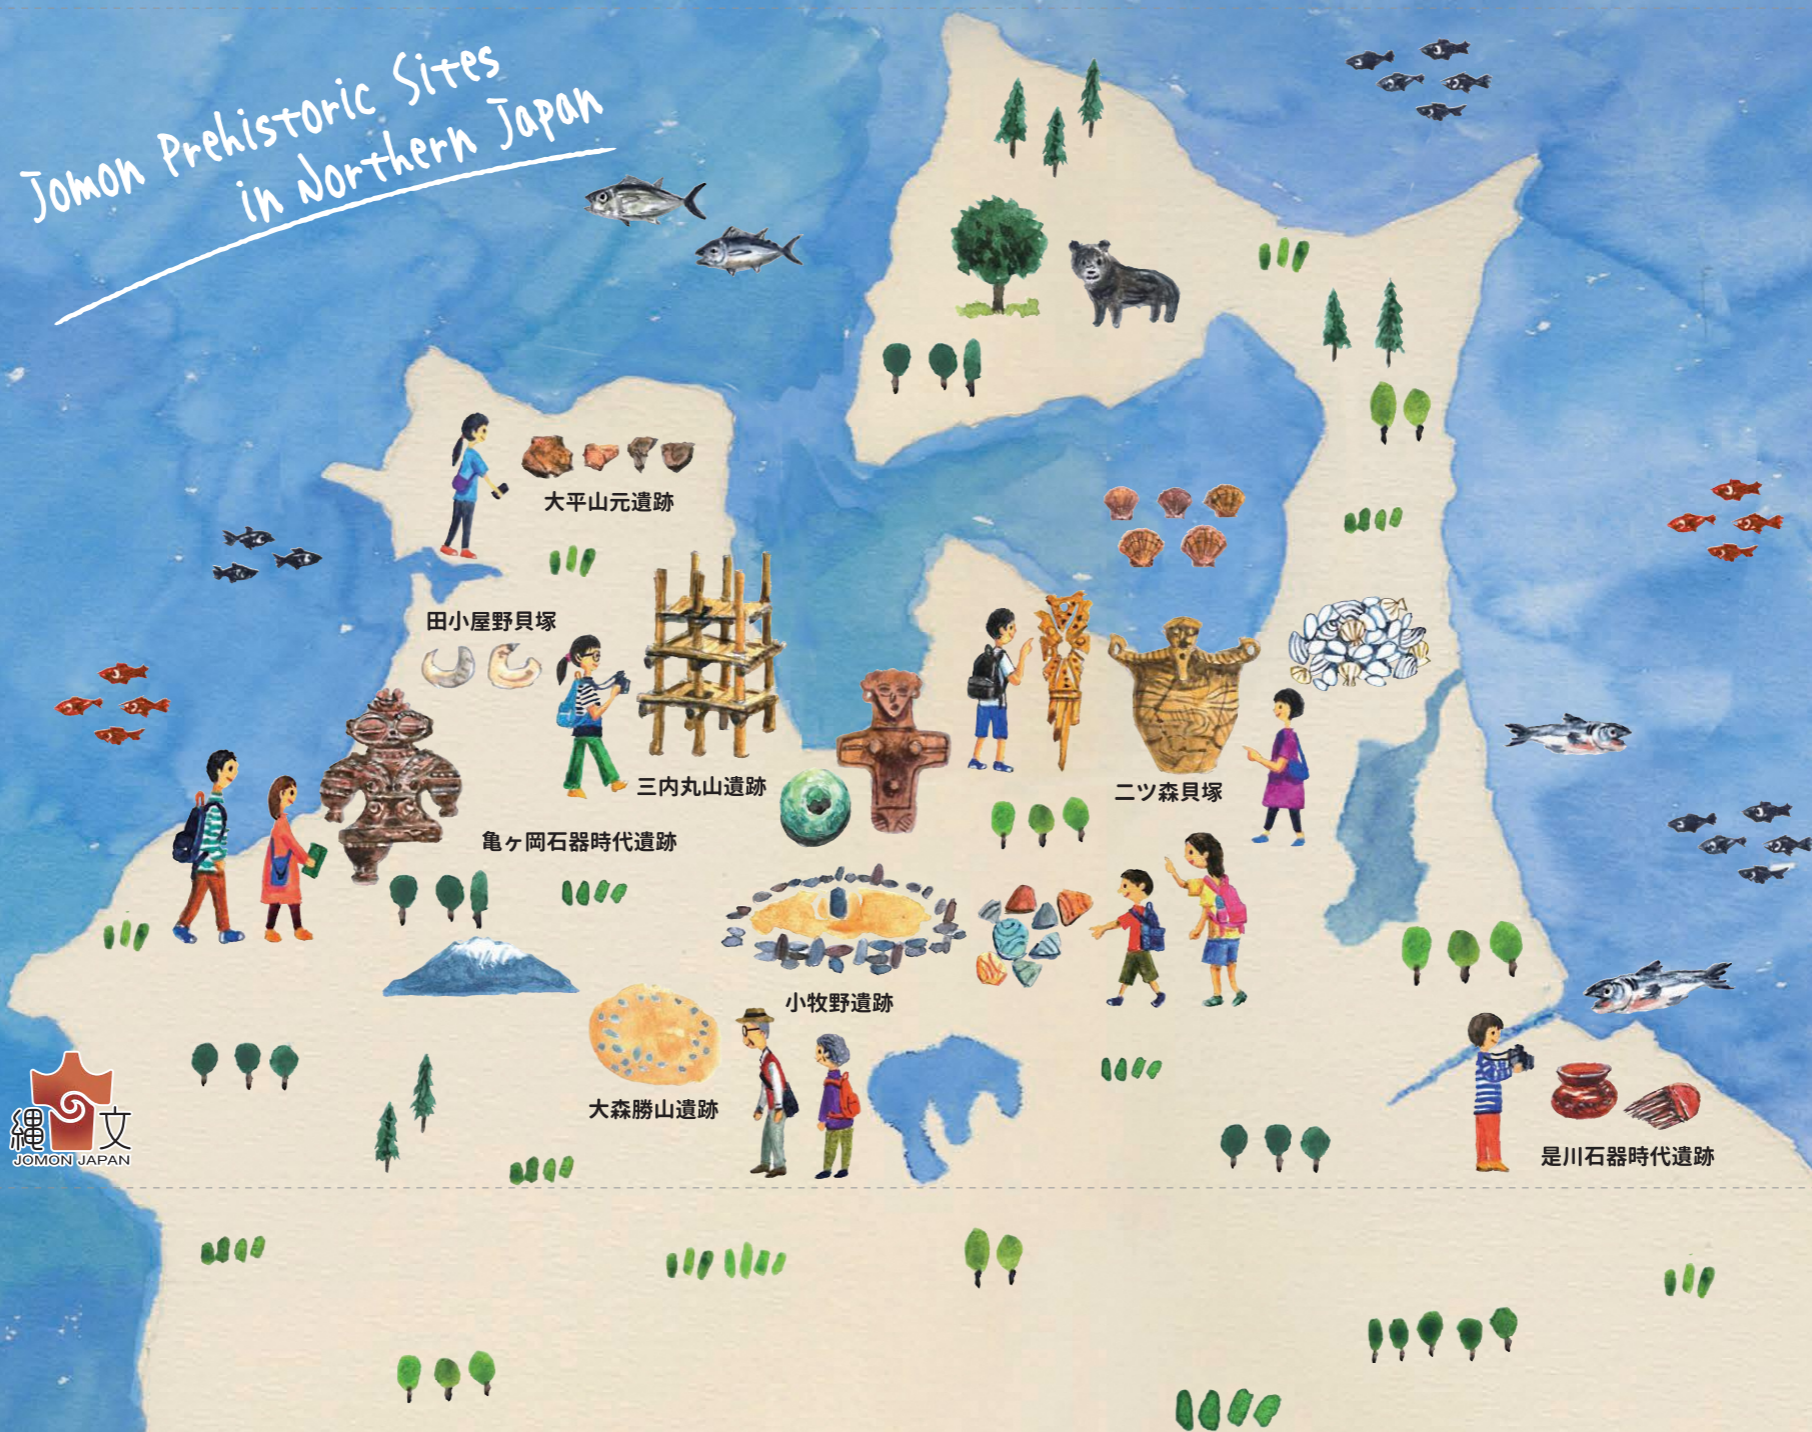 Jomon Prehistoric Sites
in Northern Japan
大平山元遺跡
田小屋野貝塚
三内丸山遺跡
二ツ森貝塚
亀ヶ岡石器時代遺跡
小牧野遺跡
大森勝山遺跡
縄文
JOMON JAPAN
是川石器時代遺跡